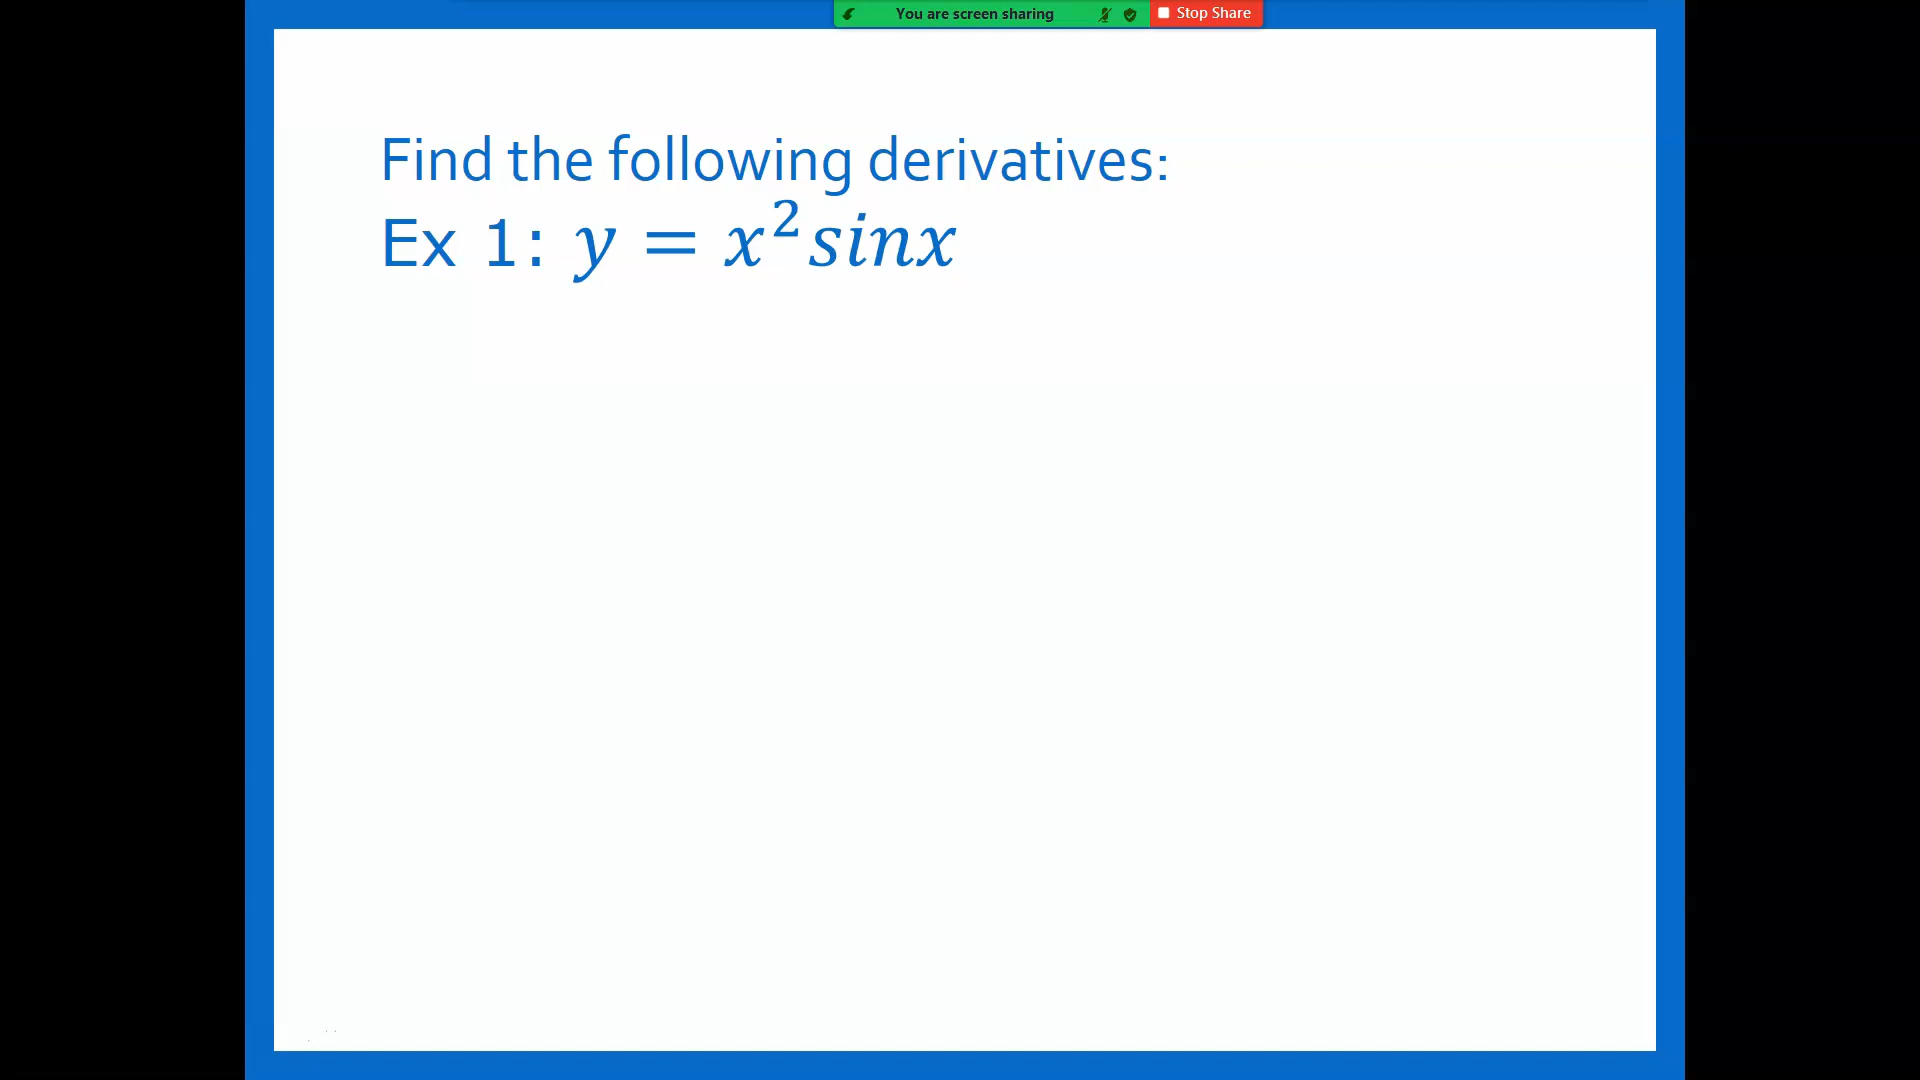 You are screen sharing Stop Share
Find the following derivatives:
Ex 1: y = x²sinx